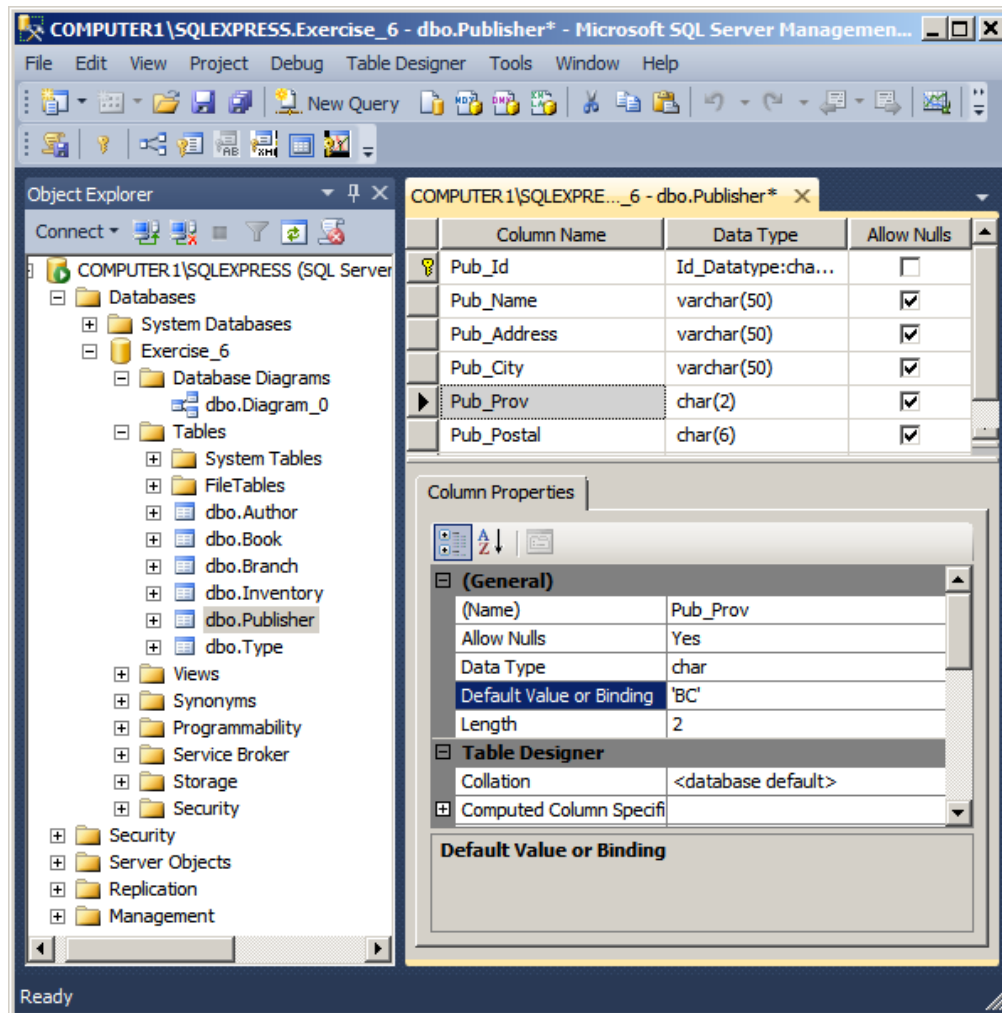 COMPUTER1\SQLEXPRESS.Exercise_6 - dbo.Publisher* - Microsoft SQL Server Managemen...
File Edit View Project Debug Table Designer Tools Window Help
New Query
Object Explorer
Connect
COMPUTER1\SQLEXPRESS (SQL Server
Databases
System Databases
Exercise_6
Database Diagrams
dbo.Diagram_0
Tables
System Tables
FileTables
dbo.Author
dbo.Book
dbo.Branch
dbo.Inventory
dbo.Publisher
dbo.Type
Views
Synonyms
Programmability
Service Broker
Storage
Security
Security
Server Objects
Replication
Management
COMPUTER1\SQLEXPRE..._6 - dbo.Publisher*
Column Name Data Type Allow Nulls
Pub_Id Id_Datatype:cha...
Pub_Name varchar(50)
Pub_Address varchar(50)
Pub_City varchar(50)
Pub_Prov char(2)
Pub_Postal char(6)
Column Properties
(General)
(Name) Pub_Prov
Allow Nulls Yes
Data Type char
Default Value or Binding 'BC'
Length 2
Table Designer
Collation <database default>
Computed Column Specifi
Default Value or Binding
Ready